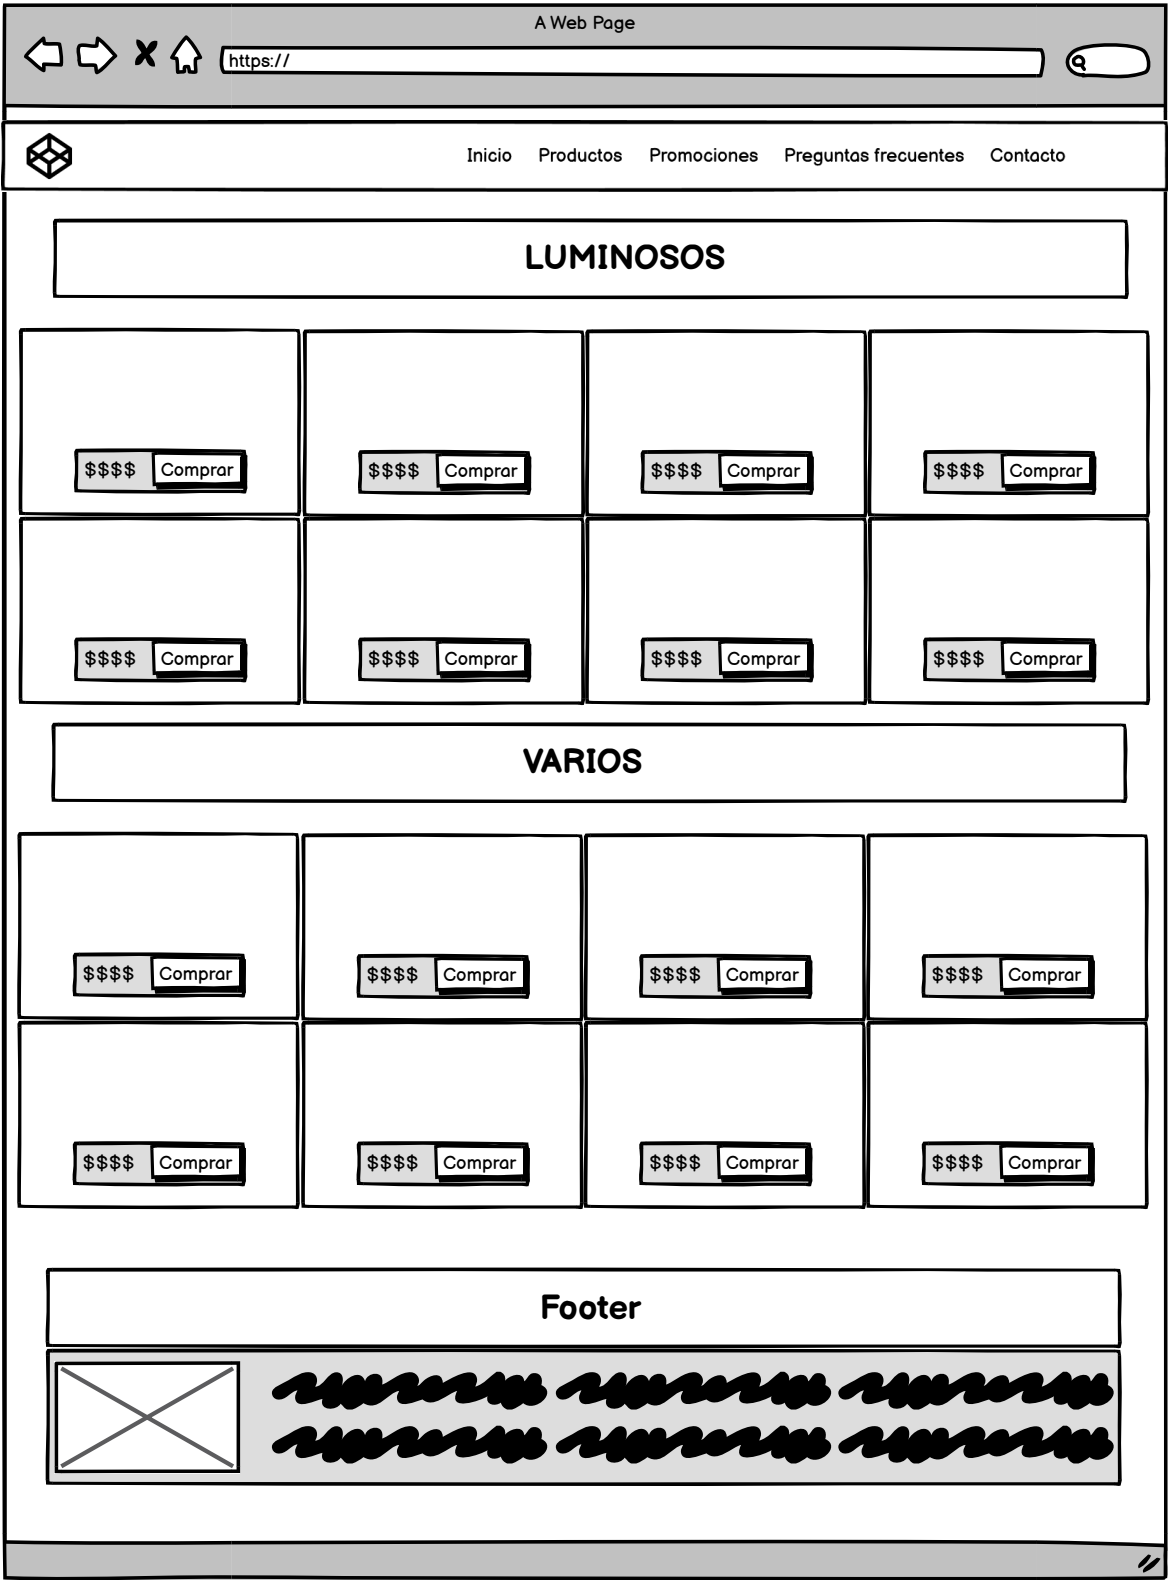 A Web Page
https://
Inicio Productos Promociones Preguntas frecuentes Contacto
LUMINOSOS
$$$$ Comprar $$$$ Comprar $$$$ Comprar $$$$ Comprar
$$$$ Comprar $$$$ Comprar $$$$ Comprar $$$$ Comprar
VARIOS
$$$$ Comprar $$$$ Comprar $$$$ Comprar $$$$ Comprar
$$$$ Comprar $$$$ Comprar $$$$ Comprar $$$$ Comprar
Footer